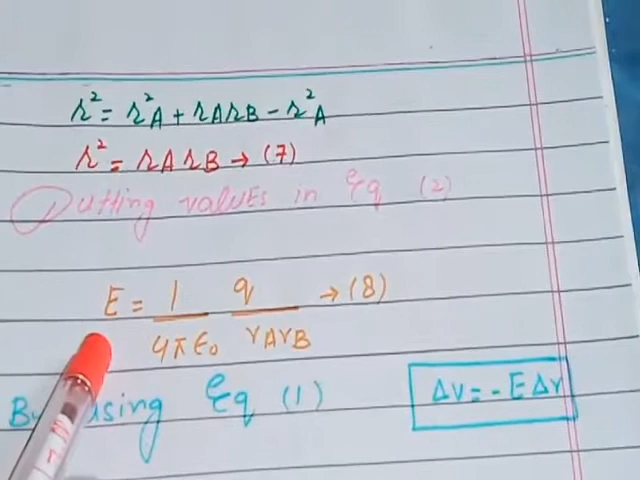 r² = r²A + rArB - r²A
r² = rArB → (7)
Putting values in Eq (2)
E = 1/4πε₀ q/rArB → (8)
By using Eq (1) ΔV = - EΔr